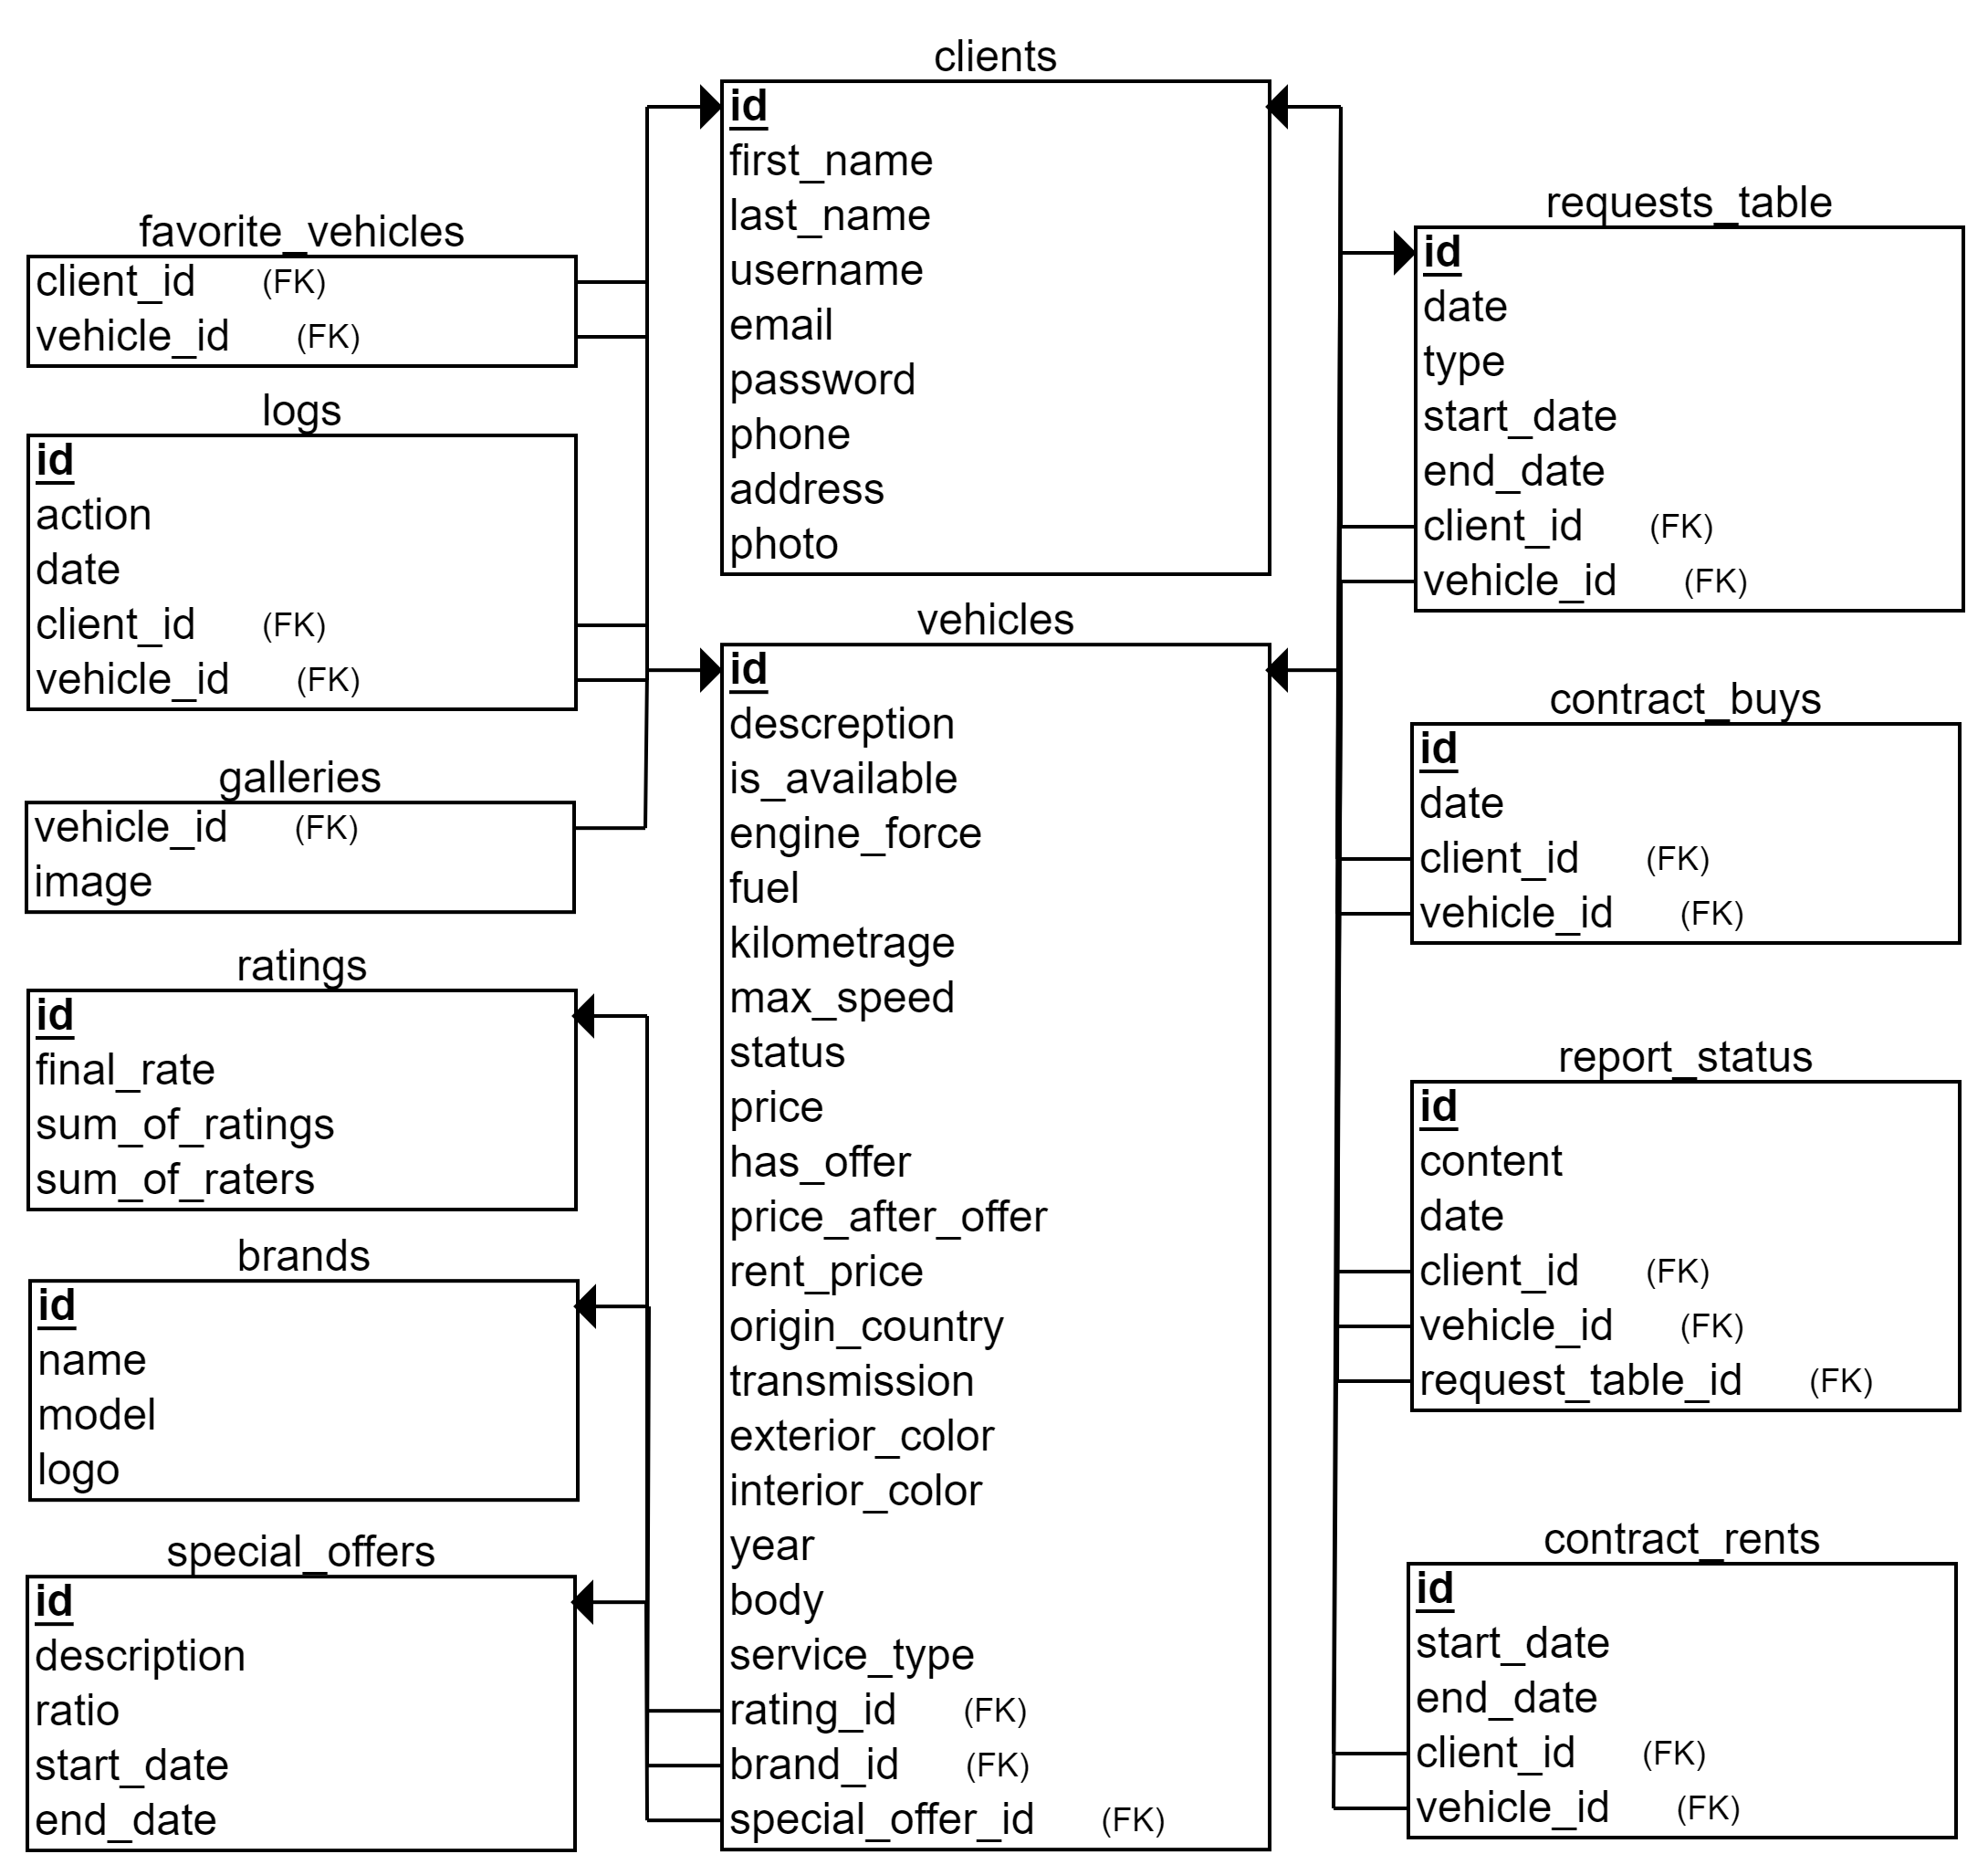 clients
id
first_name
last_name
username
email
password
phone
address
photo
favorite_vehicles
client_id (FK)
vehicle_id (FK)
logs
id
action
date
client_id (FK)
vehicle_id (FK)
galleries
vehicle_id (FK)
image
ratings
id
final_rate
sum_of_ratings
sum_of_raters
brands
id
name
model
logo
special_offers
id
description
ratio
start_date
end_date
vehicles
id
descreption
is_available
engine_force
fuel
kilometrage
max_speed
status
price
has_offer
price_after_offer
rent_price
origin_country
transmission
exterior_color
interior_color
year
body
service_type
rating_id (FK)
brand_id (FK)
special_offer_id (FK)
requests_table
id
date
type
start_date
end_date
client_id (FK)
vehicle_id (FK)
contract_buys
id
date
client_id (FK)
vehicle_id (FK)
report_status
id
content
date
client_id (FK)
vehicle_id (FK)
request_table_id (FK)
contract_rents
id
start_date
end_date
client_id (FK)
vehicle_id (FK)